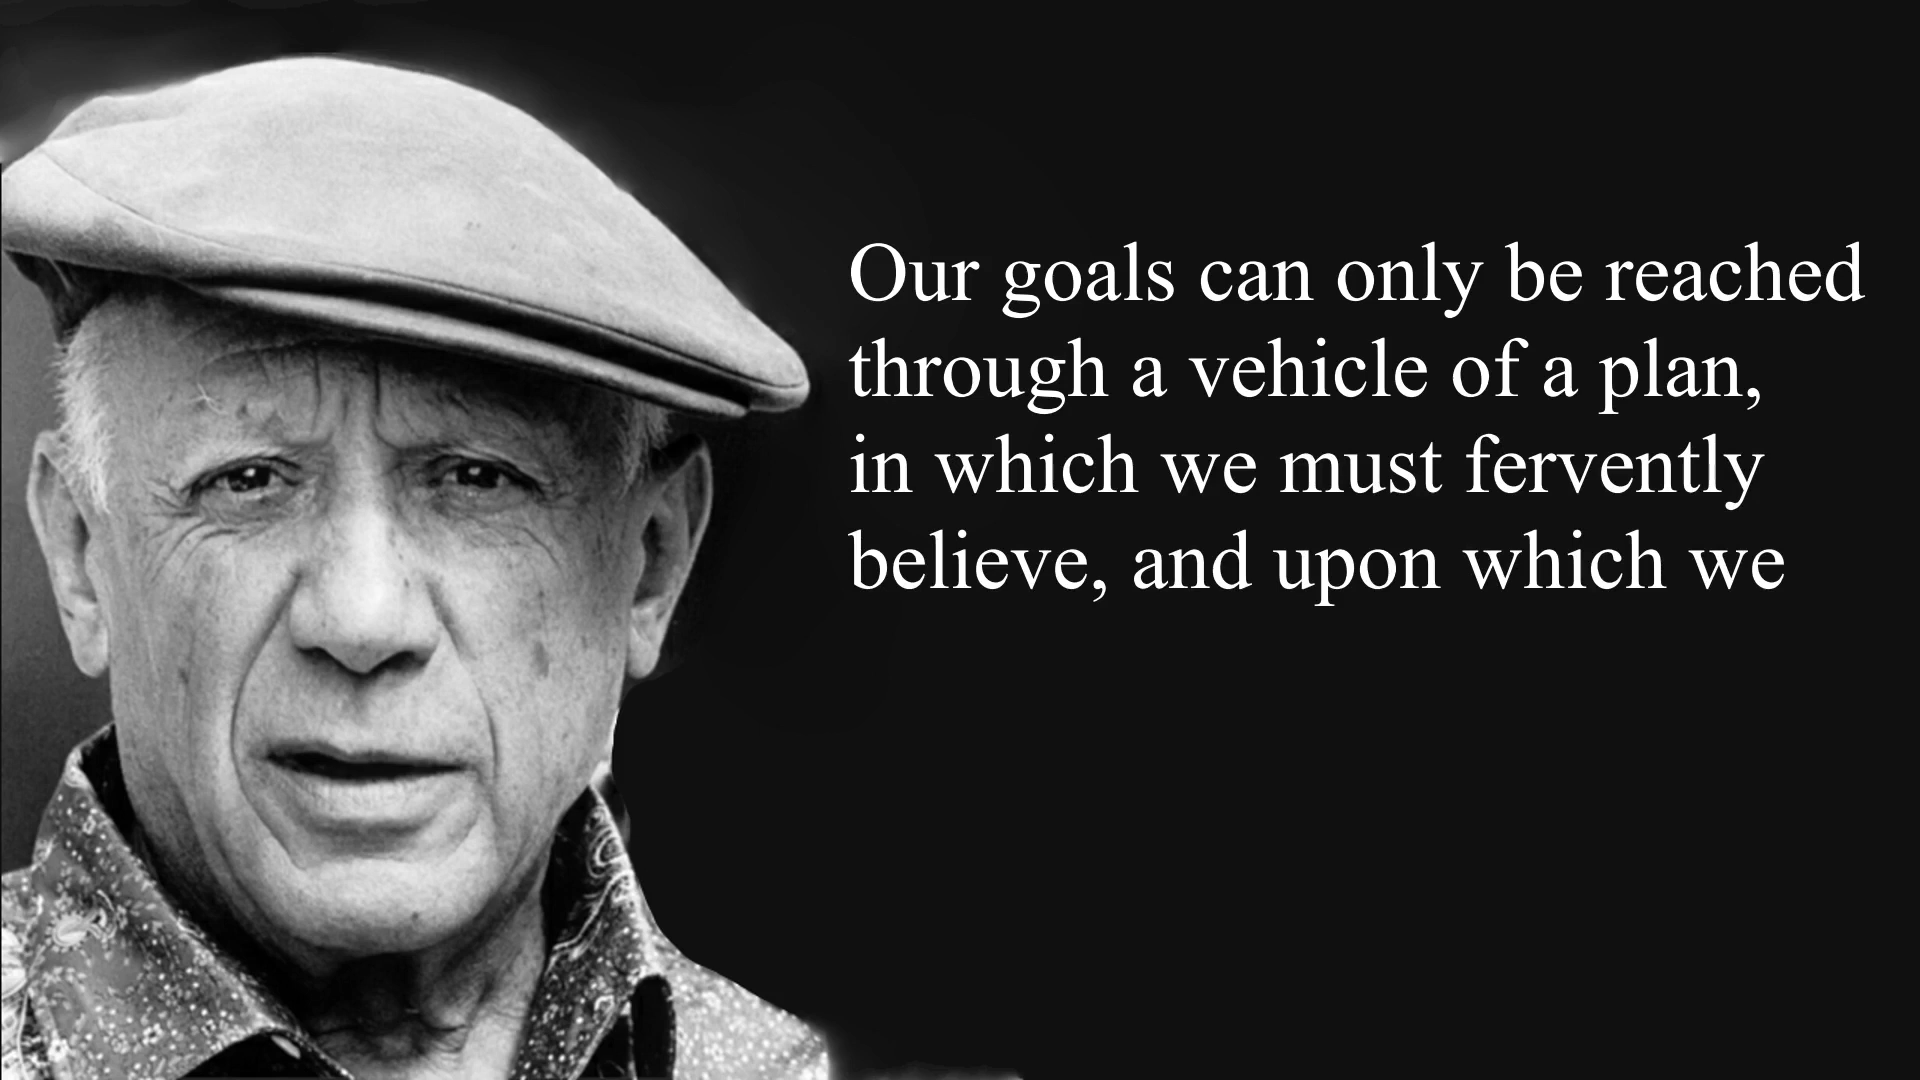 Our goals can only be reached
through a vehicle of a plan,
in which we must fervently
believe, and upon which we